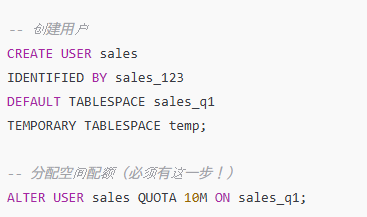 -- 创建用户
CREATE USER sales
IDENTIFIED BY sales_123
DEFAULT TABLESPACE sales_q1
TEMPORARY TABLESPACE temp;
-- 分配空间配额（必须有这一步！）
ALTER USER sales QUOTA 10M ON sales_q1;